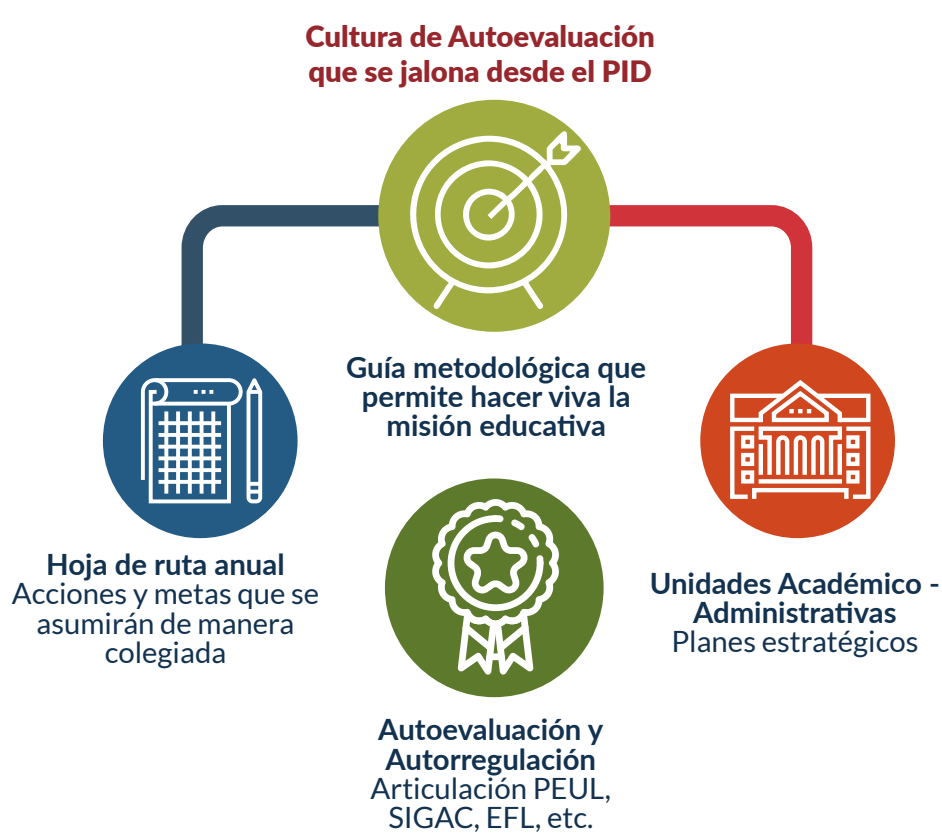 Cultura de Autoevaluación
que se jalona desde el PID
Guía metodológica que
permite hacer viva la
misión educativa
Hoja de ruta anual
Acciones y metas que se
asumirán de manera
colegiada
Unidades Académico -
Administrativas
Planes estratégicos
Autoevaluación y
Autorregulación
Articulación PEUL,
SIGAC, EFL, etc.